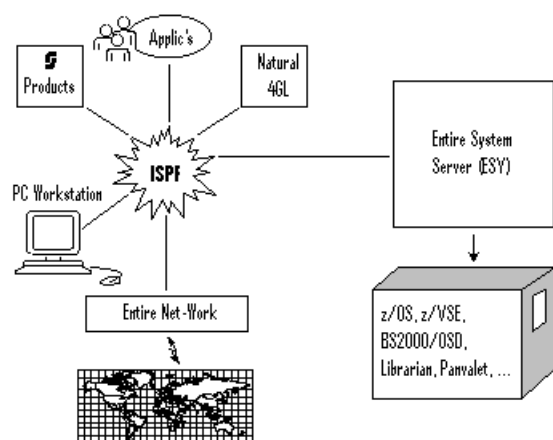 Applic's
Products
Natural
4GL
ISPF
Entire System
Server (ESY)
PC Workstation
Entire Net-Work
z/OS, z/VSE,
BS2000/OSD,
Librarian, Panvalet, ...